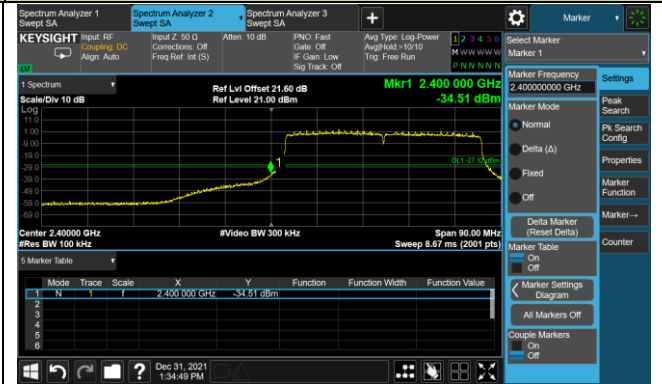 Spectrum Analyzer 1
Swept SA
Spectrum Analyzer 2
Swept SA
Spectrum Analyzer 3
Swept SA
+
Marker
KEYSIGHT
Input: RF
Coupling: DC
Align: Auto
Input Z: 50 Ω
Corrections: Off
Freq Ref: Int (S)
Atten: 10 dB
PNO: Fast
Gate: Off
IF Gain: Low
Sig Track: Off
Avg Type: Log-Power
Avg|Hold:>10/10
Trig: Free Run
1 2 3 4 5 6
M W W W W W
P N N N N N
Select Marker
Marker 1
1 Spectrum
Scale/Div 10 dB
Ref Lvl Offset 21.60 dB
Ref Level 21.00 dBm
Mkr1 2.400 000 GHz
-34.51 dBm
Log
11.0
1.00
-9.00
-19.0
-29.0
-39.0
-49.0
-59.0
-69.0
1
DL1 -27.12 dBm
Center 2.40000 GHz
#Res BW 100 kHz
#Video BW 300 kHz
Span 90.00 MHz
Sweep 8.67 ms (2001 pts)
5 Marker Table
Mode Trace Scale X Y Function Function Width Function Value
1 N 1 f 2.400 000 GHz -34.51 dBm
2
3
4
5
6
Dec 31, 2021
1:34:49 PM
Marker Frequency
2.40000000 GHz
Marker Mode
Normal
Delta (Δ)
Fixed
Off
Delta Marker
(Reset Delta)
Marker Table
On
Off
Marker Settings
Diagram
All Markers Off
Couple Markers
On
Off
Settings
Peak
Search
Pk Search
Config
Properties
Marker
Function
Marker→
Counter